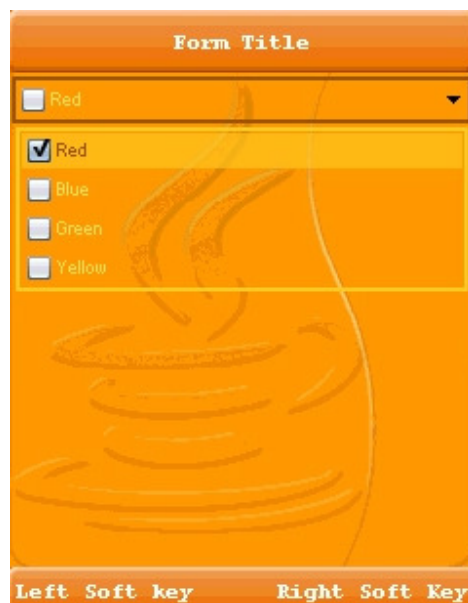 Form Title
Red
Red
Blue
Green
Yellow
Left Soft key Right Soft Key